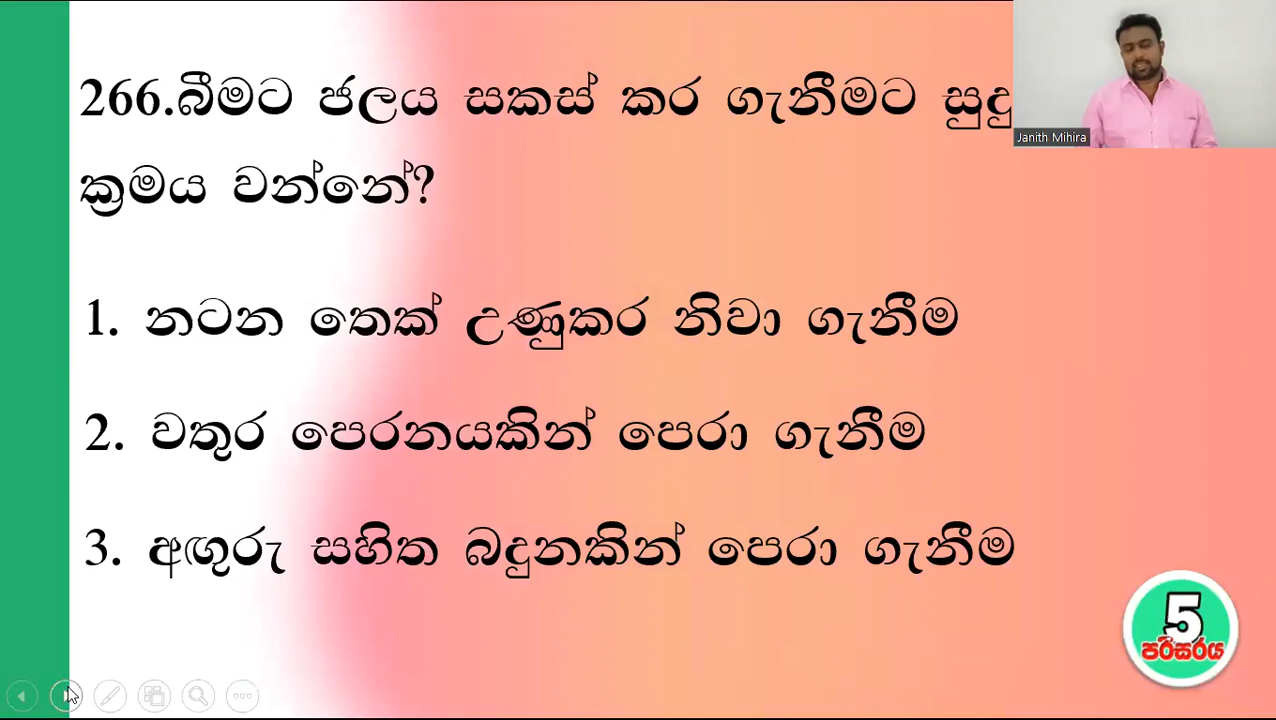 266.බීමට ජලය සකස් කර ගැනීමට සුදු
Janith Mihira
ක්‍රමය වන්නේ?
1. නටන තෙක් උණුකර නිවා ගැනීම
2. වතුර පෙරනයකින් පෙරා ගැනීම
3. අඟුරු සහිත බදුනකින් පෙරා ගැනීම
5
පරිසරය